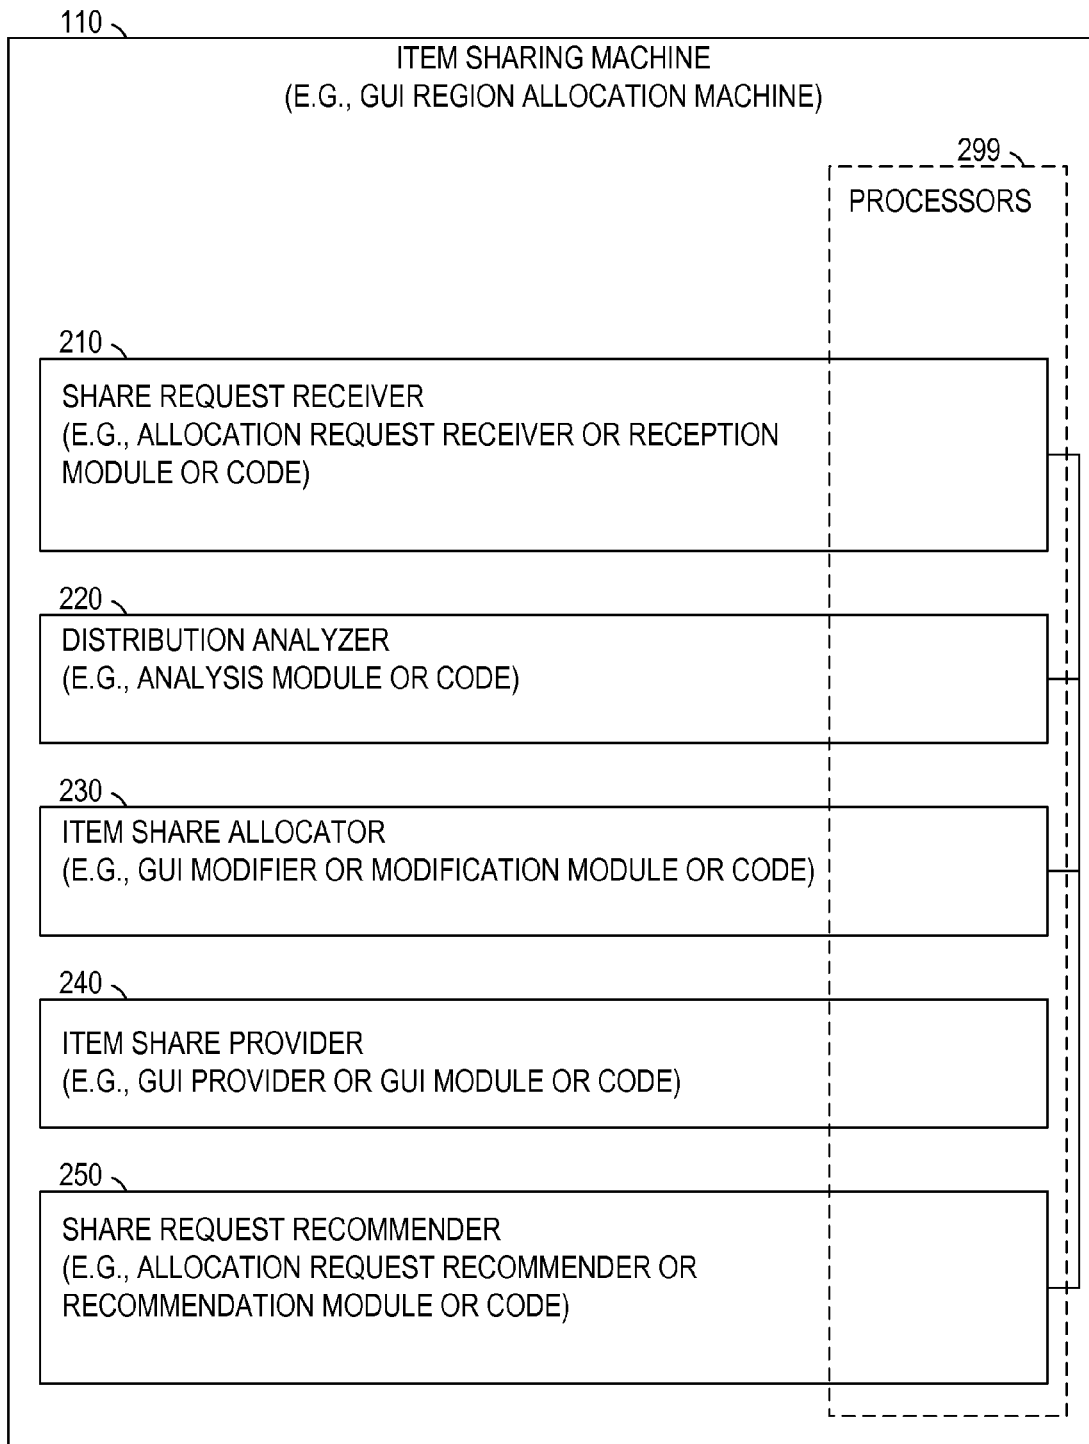 110
ITEM SHARING MACHINE
(E.G., GUI REGION ALLOCATION MACHINE)
299
PROCESSORS
210
SHARE REQUEST RECEIVER
(E.G., ALLOCATION REQUEST RECEIVER OR RECEPTION
MODULE OR CODE)
220
DISTRIBUTION ANALYZER
(E.G., ANALYSIS MODULE OR CODE)
230
ITEM SHARE ALLOCATOR
(E.G., GUI MODIFIER OR MODIFICATION MODULE OR CODE)
240
ITEM SHARE PROVIDER
(E.G., GUI PROVIDER OR GUI MODULE OR CODE)
250
SHARE REQUEST RECOMMENDER
(E.G., ALLOCATION REQUEST RECOMMENDER OR
RECOMMENDATION MODULE OR CODE)